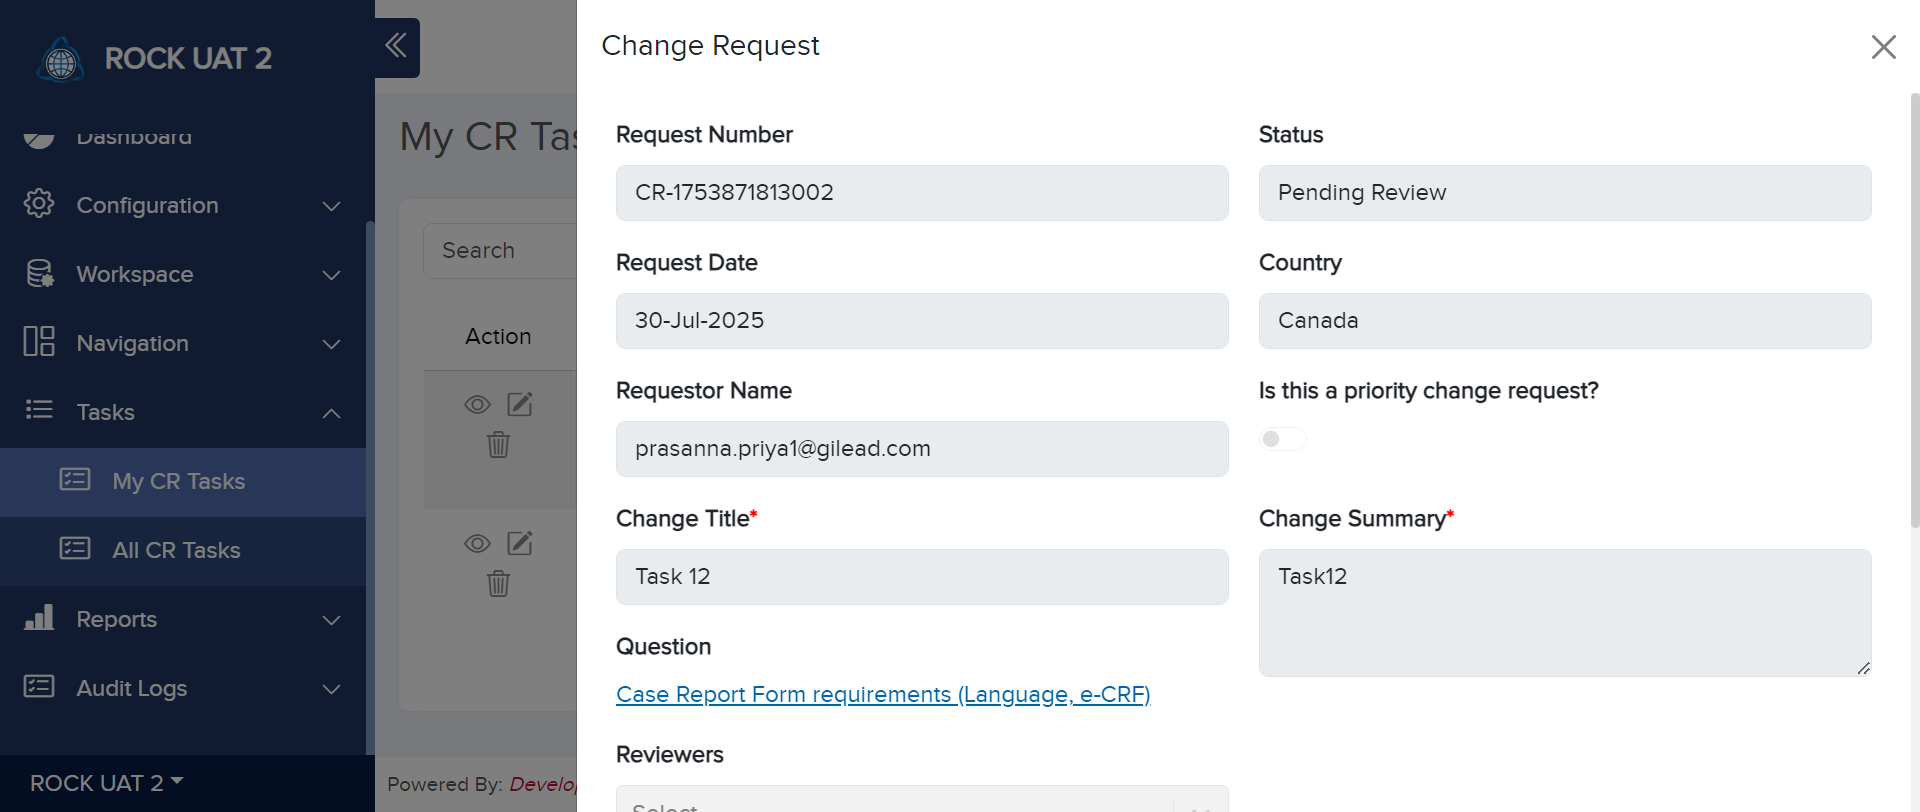 ROCK UAT 2
Dashboard
Configuration
Workspace
Navigation
Tasks
My CR Tasks
All CR Tasks
Reports
Audit Logs
ROCK UAT 2
My CR Tas
Search
Action
Powered By: Develop
Change Request
Request Number
CR-1753871813002
Status
Pending Review
Request Date
30-Jul-2025
Country
Canada
Requestor Name
prasanna.priya1@gilead.com
Is this a priority change request?
Change Title*
Task 12
Change Summary*
Task12
Question
Case Report Form requirements (Language, e-CRF)
Reviewers
Select